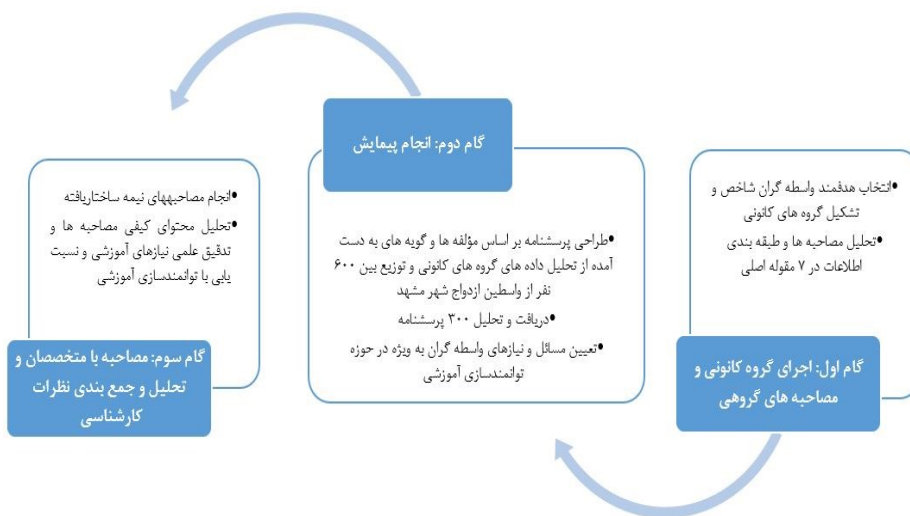 •انتخاب هدفمند واسطه گران شاخص و
تشکیل گروه های کانونی
•تحلیل مصاحبه ها و طبقه بندی
اطلاعات در ۷ مقوله اصلی
گام اول: اجرای گروه کانونی و
مصاحبه های گروهی
گام دوم: انجام پیمایش
•طراحی پرسشنامه بر اساس مؤلفه ها و گویه های به دست
آمده از تحلیل داده های گروه های کانونی و توزیع بین ۶۰۰
نفر از واسطین ازدواج شهر مشهد
•دریافت و تحلیل ۳۰۰ پرسشنامه
•تعیین مسائل و نیازهای واسطه گران به ویژه در حوزه
توانمندسازی آموزشی
•انجام مصاحبههای نیمه ساختاریافته
•تحلیل محتوای کیفی مصاحبه ها و
تدقیق علمی نیازهای آموزشی و نسبت
یابی با توانمندسازی آموزشی
گام سوم: مصاحبه با متخصصان و
تحلیل و جمع بندی نظرات
کارشناسی